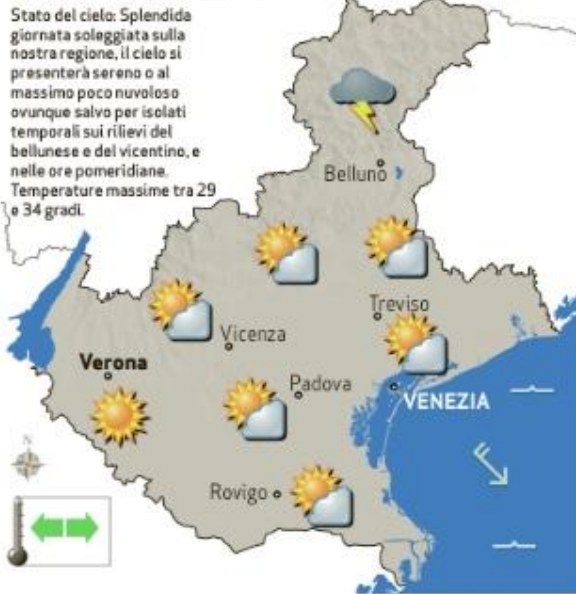 Stato del cielo: Splendida
giornata soleggiata sulla
nostra regione, il cielo si
presenterà sereno o al
massimo poco nuvoloso
ovunque salvo per isolati
temporali sui rilievi del
bellunese e del vicentino, e
nelle ore pomeridiane.
Temperature massime tra 29
e 34 gradi.
Belluno
Treviso
Vicenza
Verona
Padova
VENEZIA
N
Rovigo